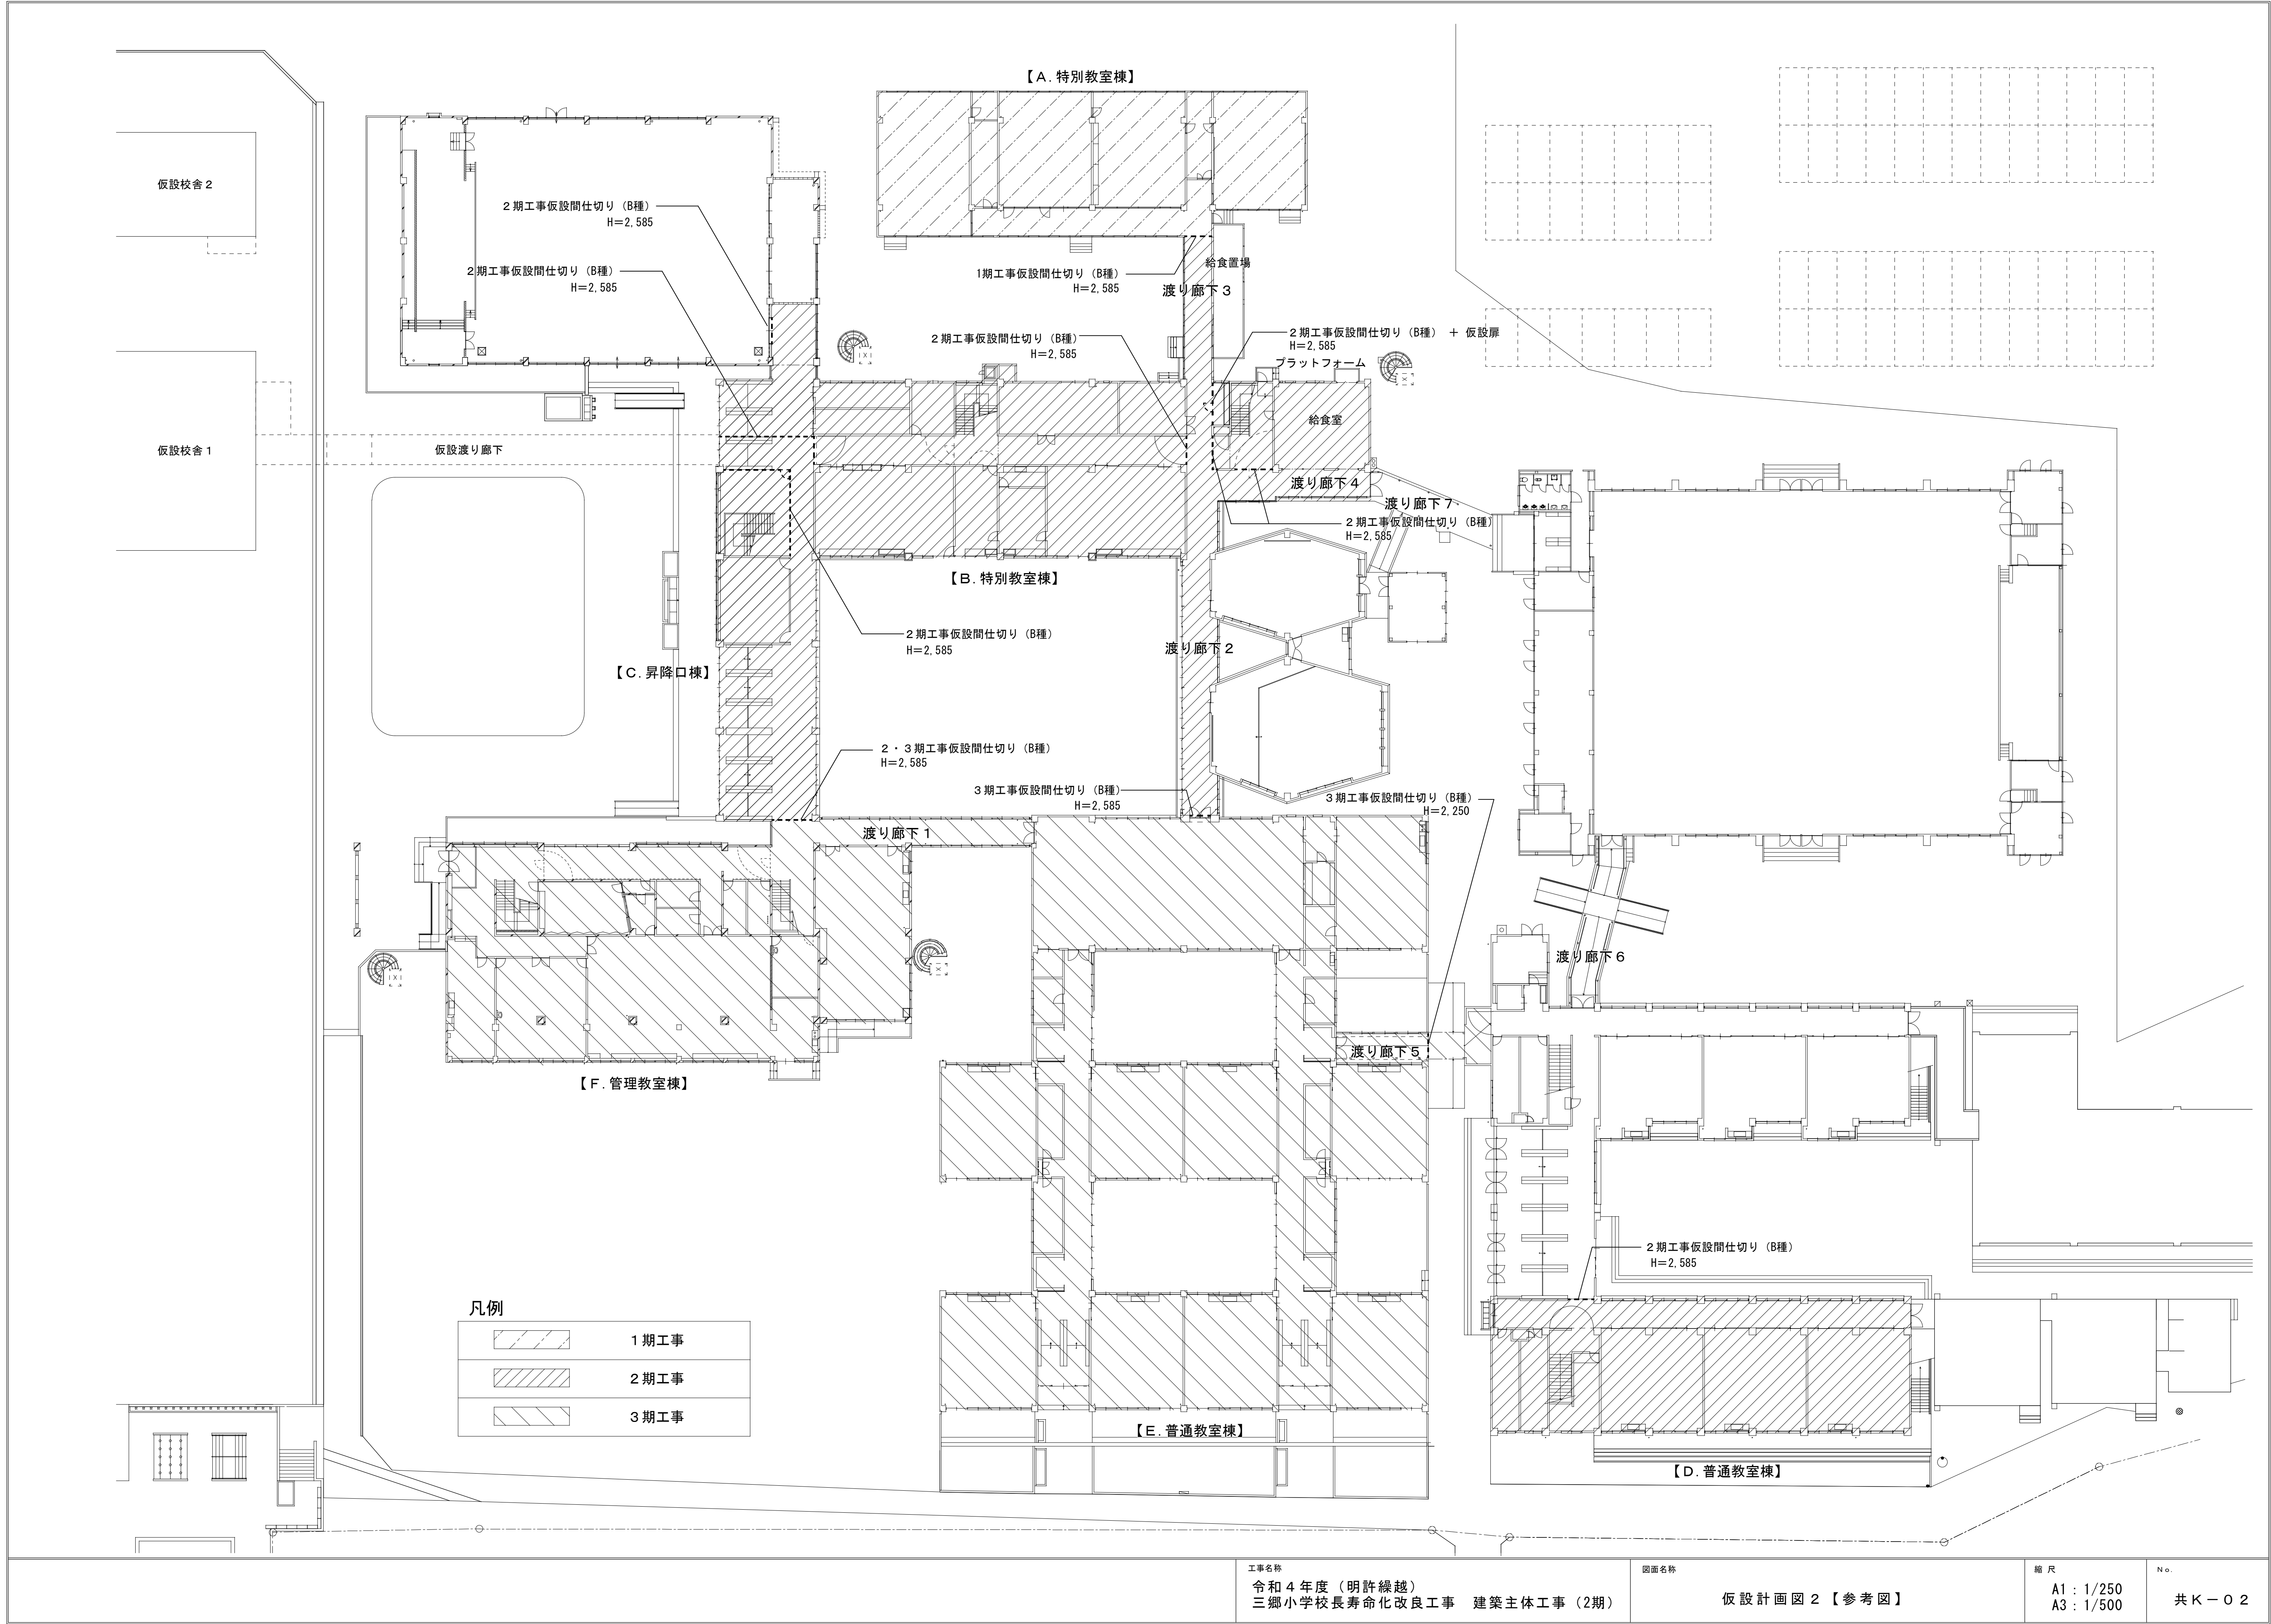 【A.特別教室棟】
仮設校舎2
2期工事仮設間仕切り（B種）
H=2,585
2期工事仮設間仕切り（B種）
H=2,585
1期工事仮設間仕切り（B種）
H=2,585
給食置場
渡り廊下3
2期工事仮設間仕切り（B種）
H=2,585
2期工事仮設間仕切り（B種） ＋ 仮設扉
H=2,585
プラットフォーム
給食室
仮設校舎1
仮設渡り廊下
渡り廊下4
渡り廊下7
2期工事仮設間仕切り（B種）
H=2,585
【B.特別教室棟】
2期工事仮設間仕切り（B種）
H=2,585
渡り廊下2
【C.昇降口棟】
2・3期工事仮設間仕切り（B種）
H=2,585
3期工事仮設間仕切り（B種）
H=2,585
3期工事仮設間仕切り（B種）
H=2,250
渡り廊下1
渡り廊下6
渡り廊下5
【F.管理教室棟】
2期工事仮設間仕切り（B種）
H=2,585
凡例
1期工事
2期工事
3期工事
【E.普通教室棟】
【D.普通教室棟】
工事名称
令和4年度（明許繰越）
三郷小学校長寿命化改良工事　建築主体工事（2期）
図面名称
仮設計画図2【参考図】
縮 尺
A1：1/250
A3：1/500
No.
共K－02